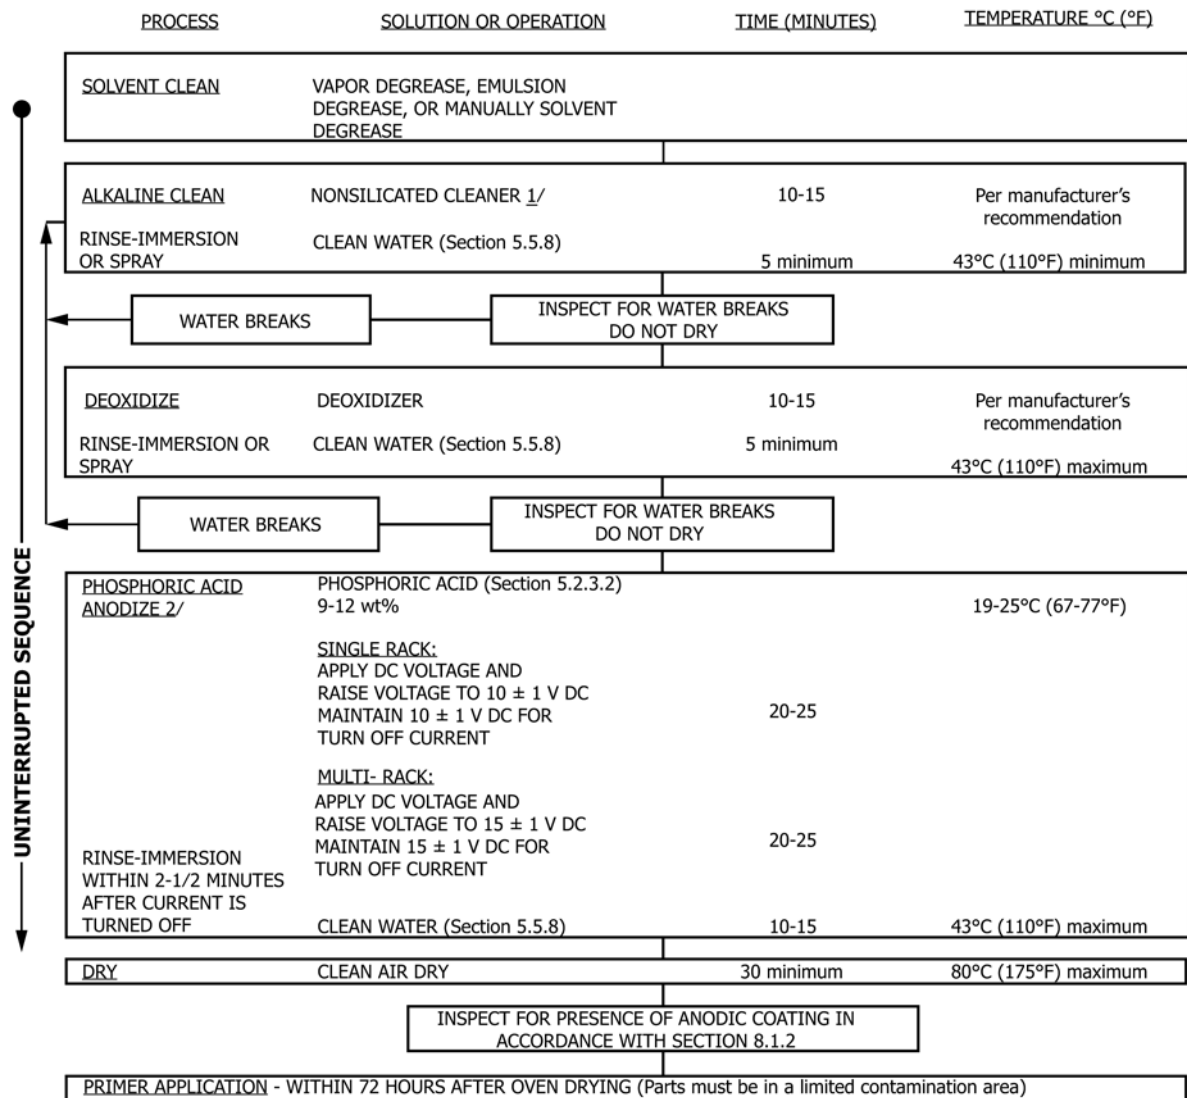 PROCESS SOLUTION OR OPERATION TIME (MINUTES) TEMPERATURE °C (°F)
SOLVENT CLEAN VAPOR DEGREASE, EMULSION
DEGREASE, OR MANUALLY SOLVENT
DEGREASE
ALKALINE CLEAN NONSILICATED CLEANER 1/ 10-15 Per manufacturer's
recommendation
RINSE-IMMERSION CLEAN WATER (Section 5.5.8)
OR SPRAY 5 minimum 43°C (110°F) minimum
WATER BREAKS
INSPECT FOR WATER BREAKS
DO NOT DRY
DEOXIDIZE DEOXIDIZER 10-15 Per manufacturer's
recommendation
RINSE-IMMERSION OR CLEAN WATER (Section 5.5.8) 5 minimum
SPRAY 43°C (110°F) maximum
WATER BREAKS
INSPECT FOR WATER BREAKS
DO NOT DRY
UNINTERRUPTED SEQUENCE
PHOSPHORIC ACID PHOSPHORIC ACID (Section 5.2.3.2)
ANODIZE 2/ 9-12 wt% 19-25°C (67-77°F)
SINGLE RACK:
APPLY DC VOLTAGE AND
RAISE VOLTAGE TO 10 ± 1 V DC
MAINTAIN 10 ± 1 V DC FOR 20-25
TURN OFF CURRENT
MULTI- RACK:
APPLY DC VOLTAGE AND
RAISE VOLTAGE TO 15 ± 1 V DC
MAINTAIN 15 ± 1 V DC FOR 20-25
TURN OFF CURRENT
RINSE-IMMERSION
WITHIN 2-1/2 MINUTES
AFTER CURRENT IS
TURNED OFF CLEAN WATER (Section 5.5.8) 10-15 43°C (110°F) maximum
DRY CLEAN AIR DRY 30 minimum 80°C (175°F) maximum
INSPECT FOR PRESENCE OF ANODIC COATING IN
ACCORDANCE WITH SECTION 8.1.2
PRIMER APPLICATION - WITHIN 72 HOURS AFTER OVEN DRYING (Parts must be in a limited contamination area)